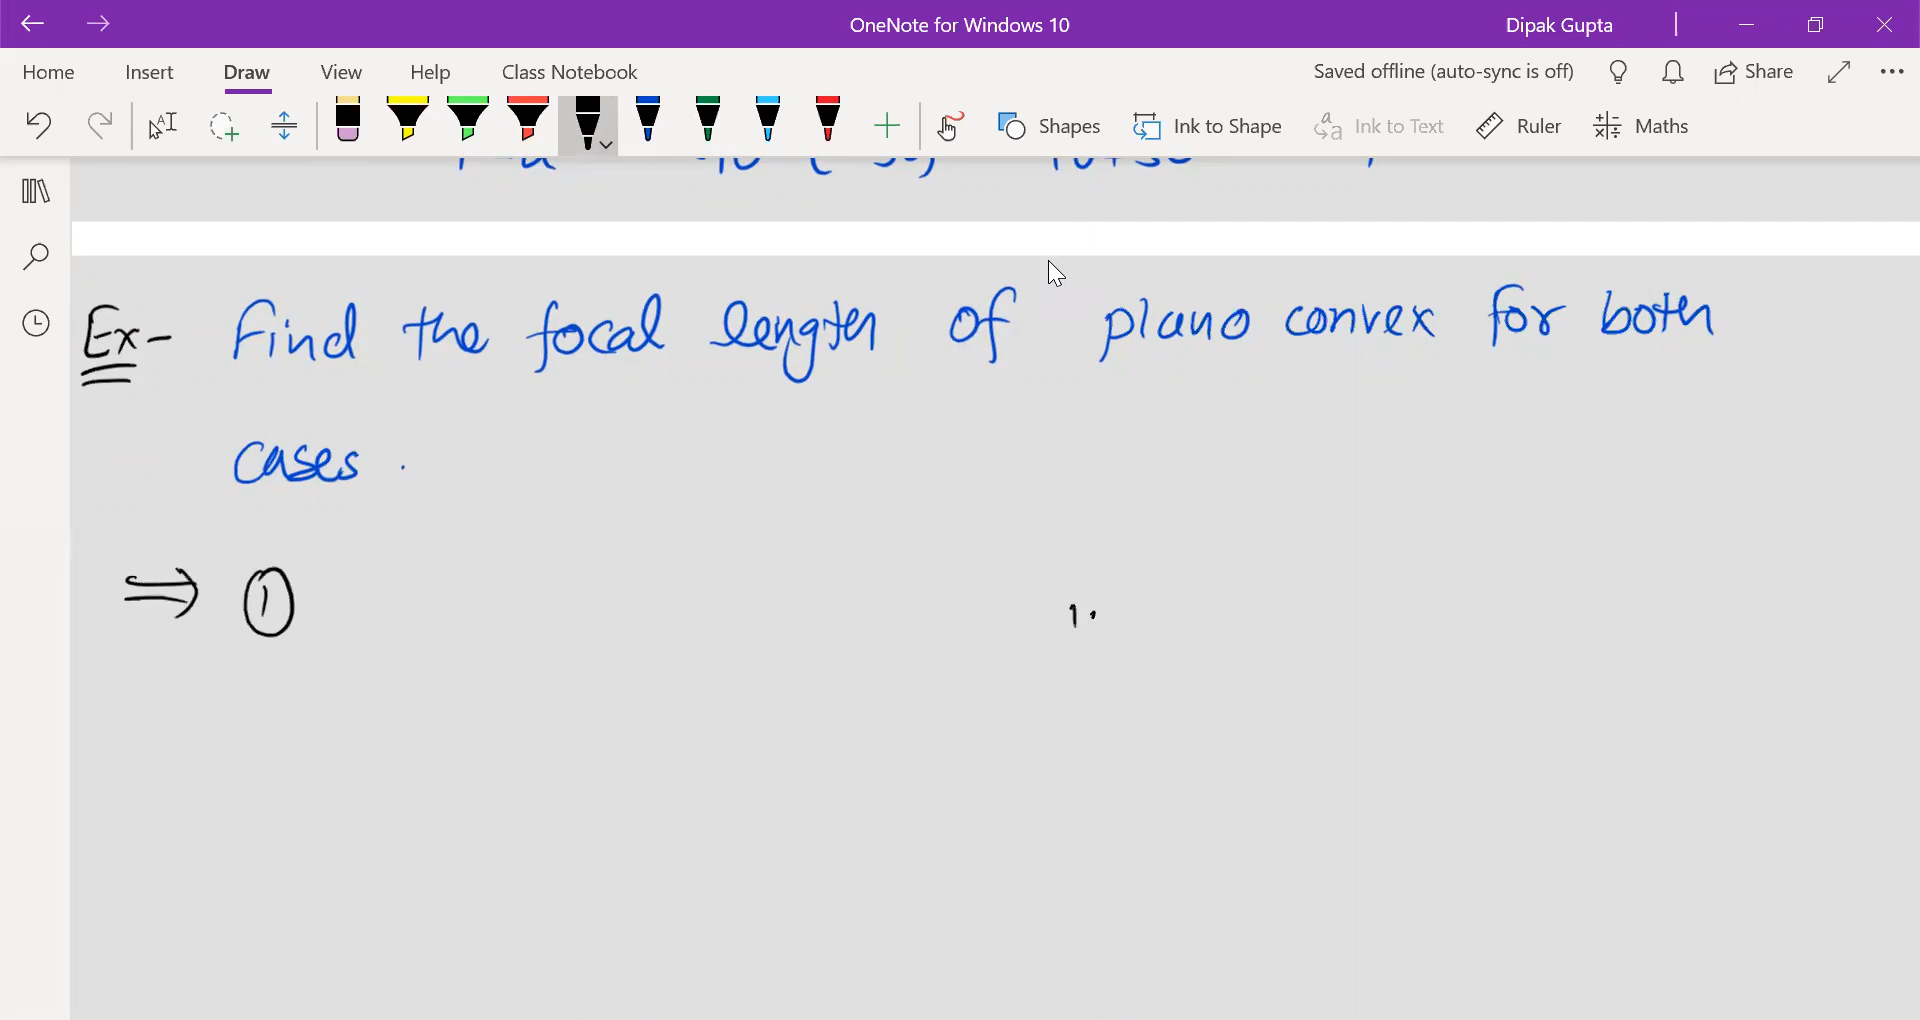 OneNote for Windows 10
Dipak Gupta
Home Insert Draw View Help Class Notebook
Saved offline (auto-sync is off) Share
Shapes Ink to Shape Ink to Text Ruler Maths
Ex- Find the focal length of plano convex for both
cases.
⇒ ①
1.